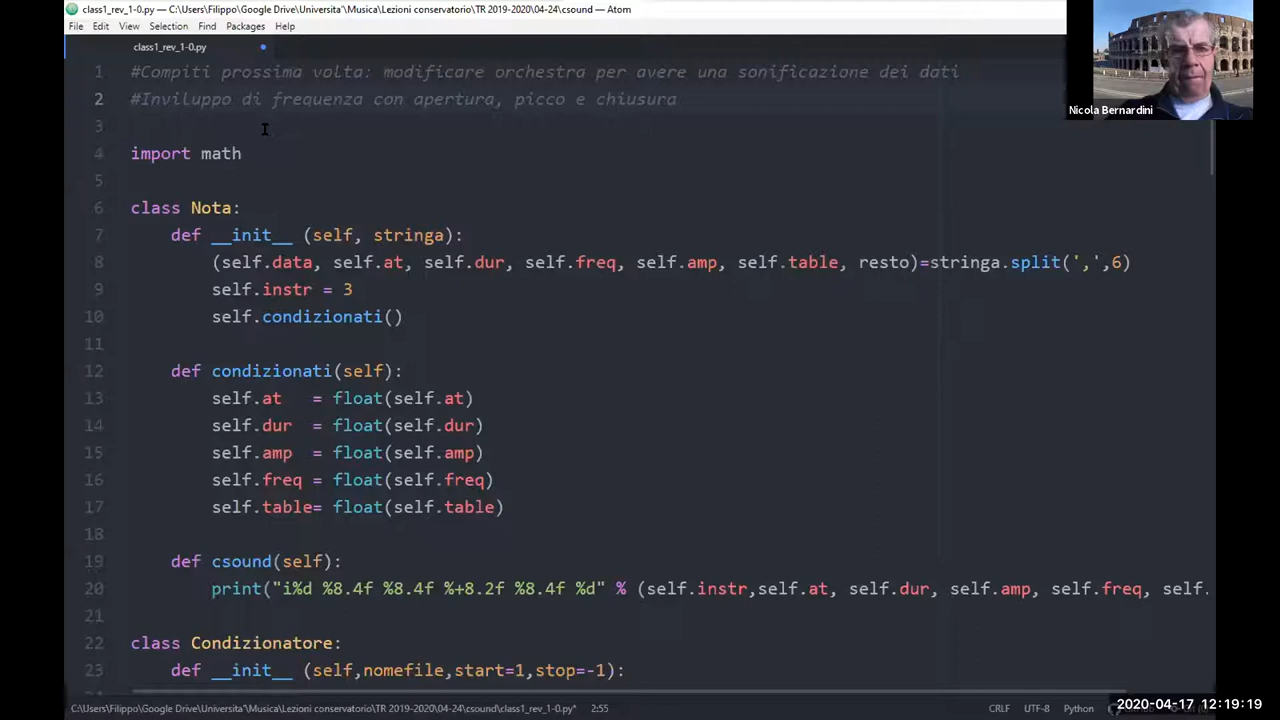 class1_rev_1-0.py — C:\Users\Filippo\Google Drive\Universita'\Musica\Lezioni conservatorio\TR 2019-2020\04-24\csound — Atom
File Edit View Selection Find Packages Help
class1_rev_1-0.py
1 #Compiti prossima volta: modificare orchestra per avere una sonificazione dei dati
2 #Inviluppo di frequenza con apertura, picco e chiusura
3
4 import math
5
6 class Nota:
7 def __init__ (self, stringa):
8 (self.data, self.at, self.dur, self.freq, self.amp, self.table, resto)=stringa.split(',',6)
9 self.instr = 3
10 self.condizionati()
11
12 def condizionati(self):
13 self.at   = float(self.at)
14 self.dur  = float(self.dur)
15 self.amp  = float(self.amp)
16 self.freq = float(self.freq)
17 self.table= float(self.table)
18
19 def csound(self):
20 print("i%d %8.4f %8.4f %+8.2f %8.4f %d" % (self.instr,self.at, self.dur, self.amp, self.freq, self.
21
22 class Condizionatore:
23 def __init__ (self,nomefile,start=1,stop=-1):
Nicola Bernardini
C:\Users\Filippo\Google Drive\Universita'\Musica\Lezioni conservatorio\TR 2019-2020\04-24\csound\class1_rev_1-0.py* 2:55 CRLF UTF-8 Python
2020-04-17 12:19:19